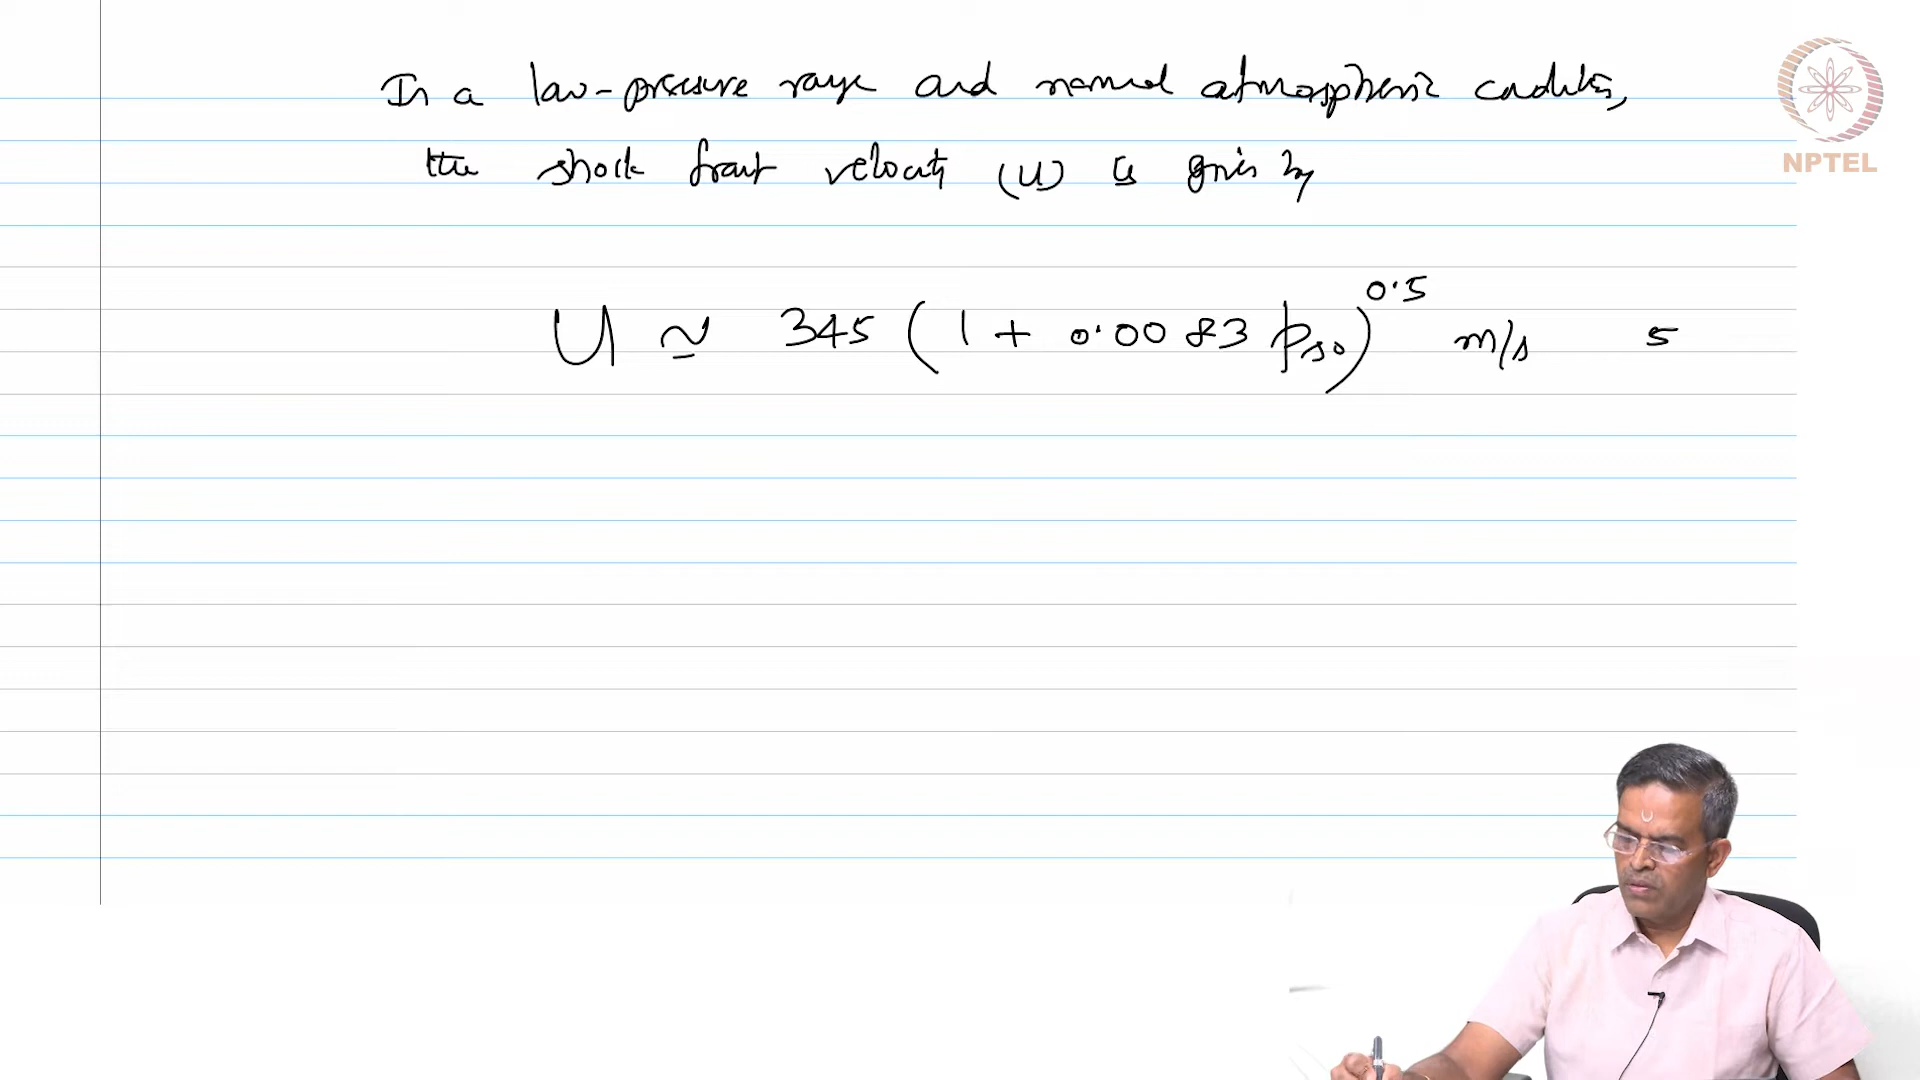 In a low-pressure range and normal atmospheric conditions,
the shock front velocity (U) is given by
U ≃ 345 (1 + 0.0083 pso)^0.5 m/s 5
NPTEL